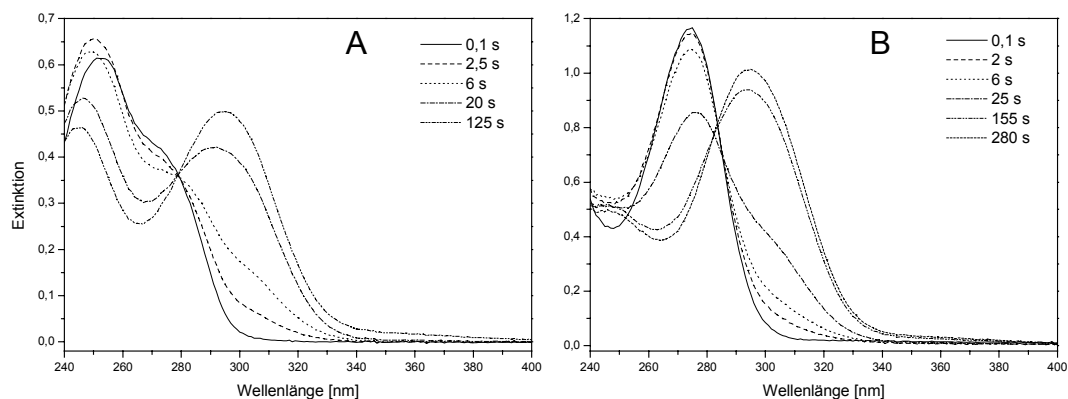 A
0,1 s
2,5 s
6 s
20 s
125 s
0,7
0,6
0,5
0,4
0,3
0,2
0,1
0,0
Extinktion
240 260 280 300 320 340 360 380 400
Wellenlänge [nm]
B
0,1 s
2 s
6 s
25 s
155 s
280 s
1,2
1,0
0,8
0,6
0,4
0,2
0,0
240 260 280 300 320 340 360 380 400
Wellenlänge [nm]